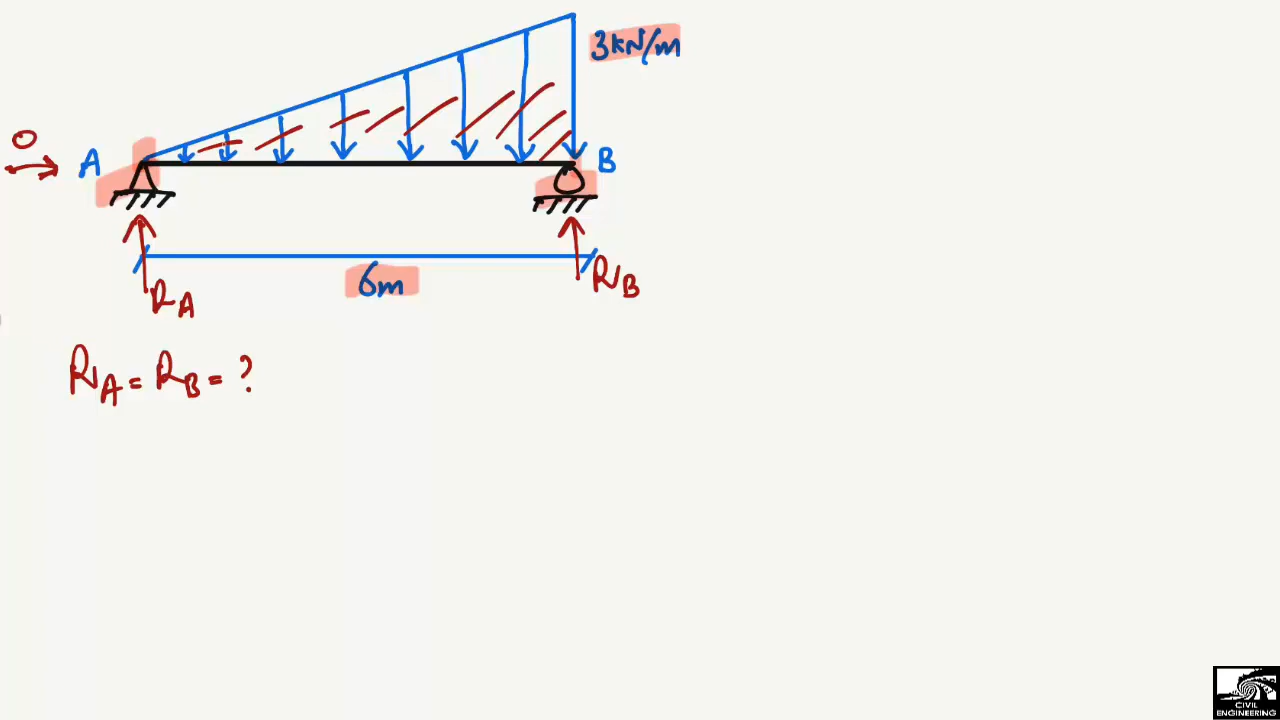 3kN/m
0
A
B
6m
RA
RB
RA = RB = ?
CIVIL
ENGINEERING